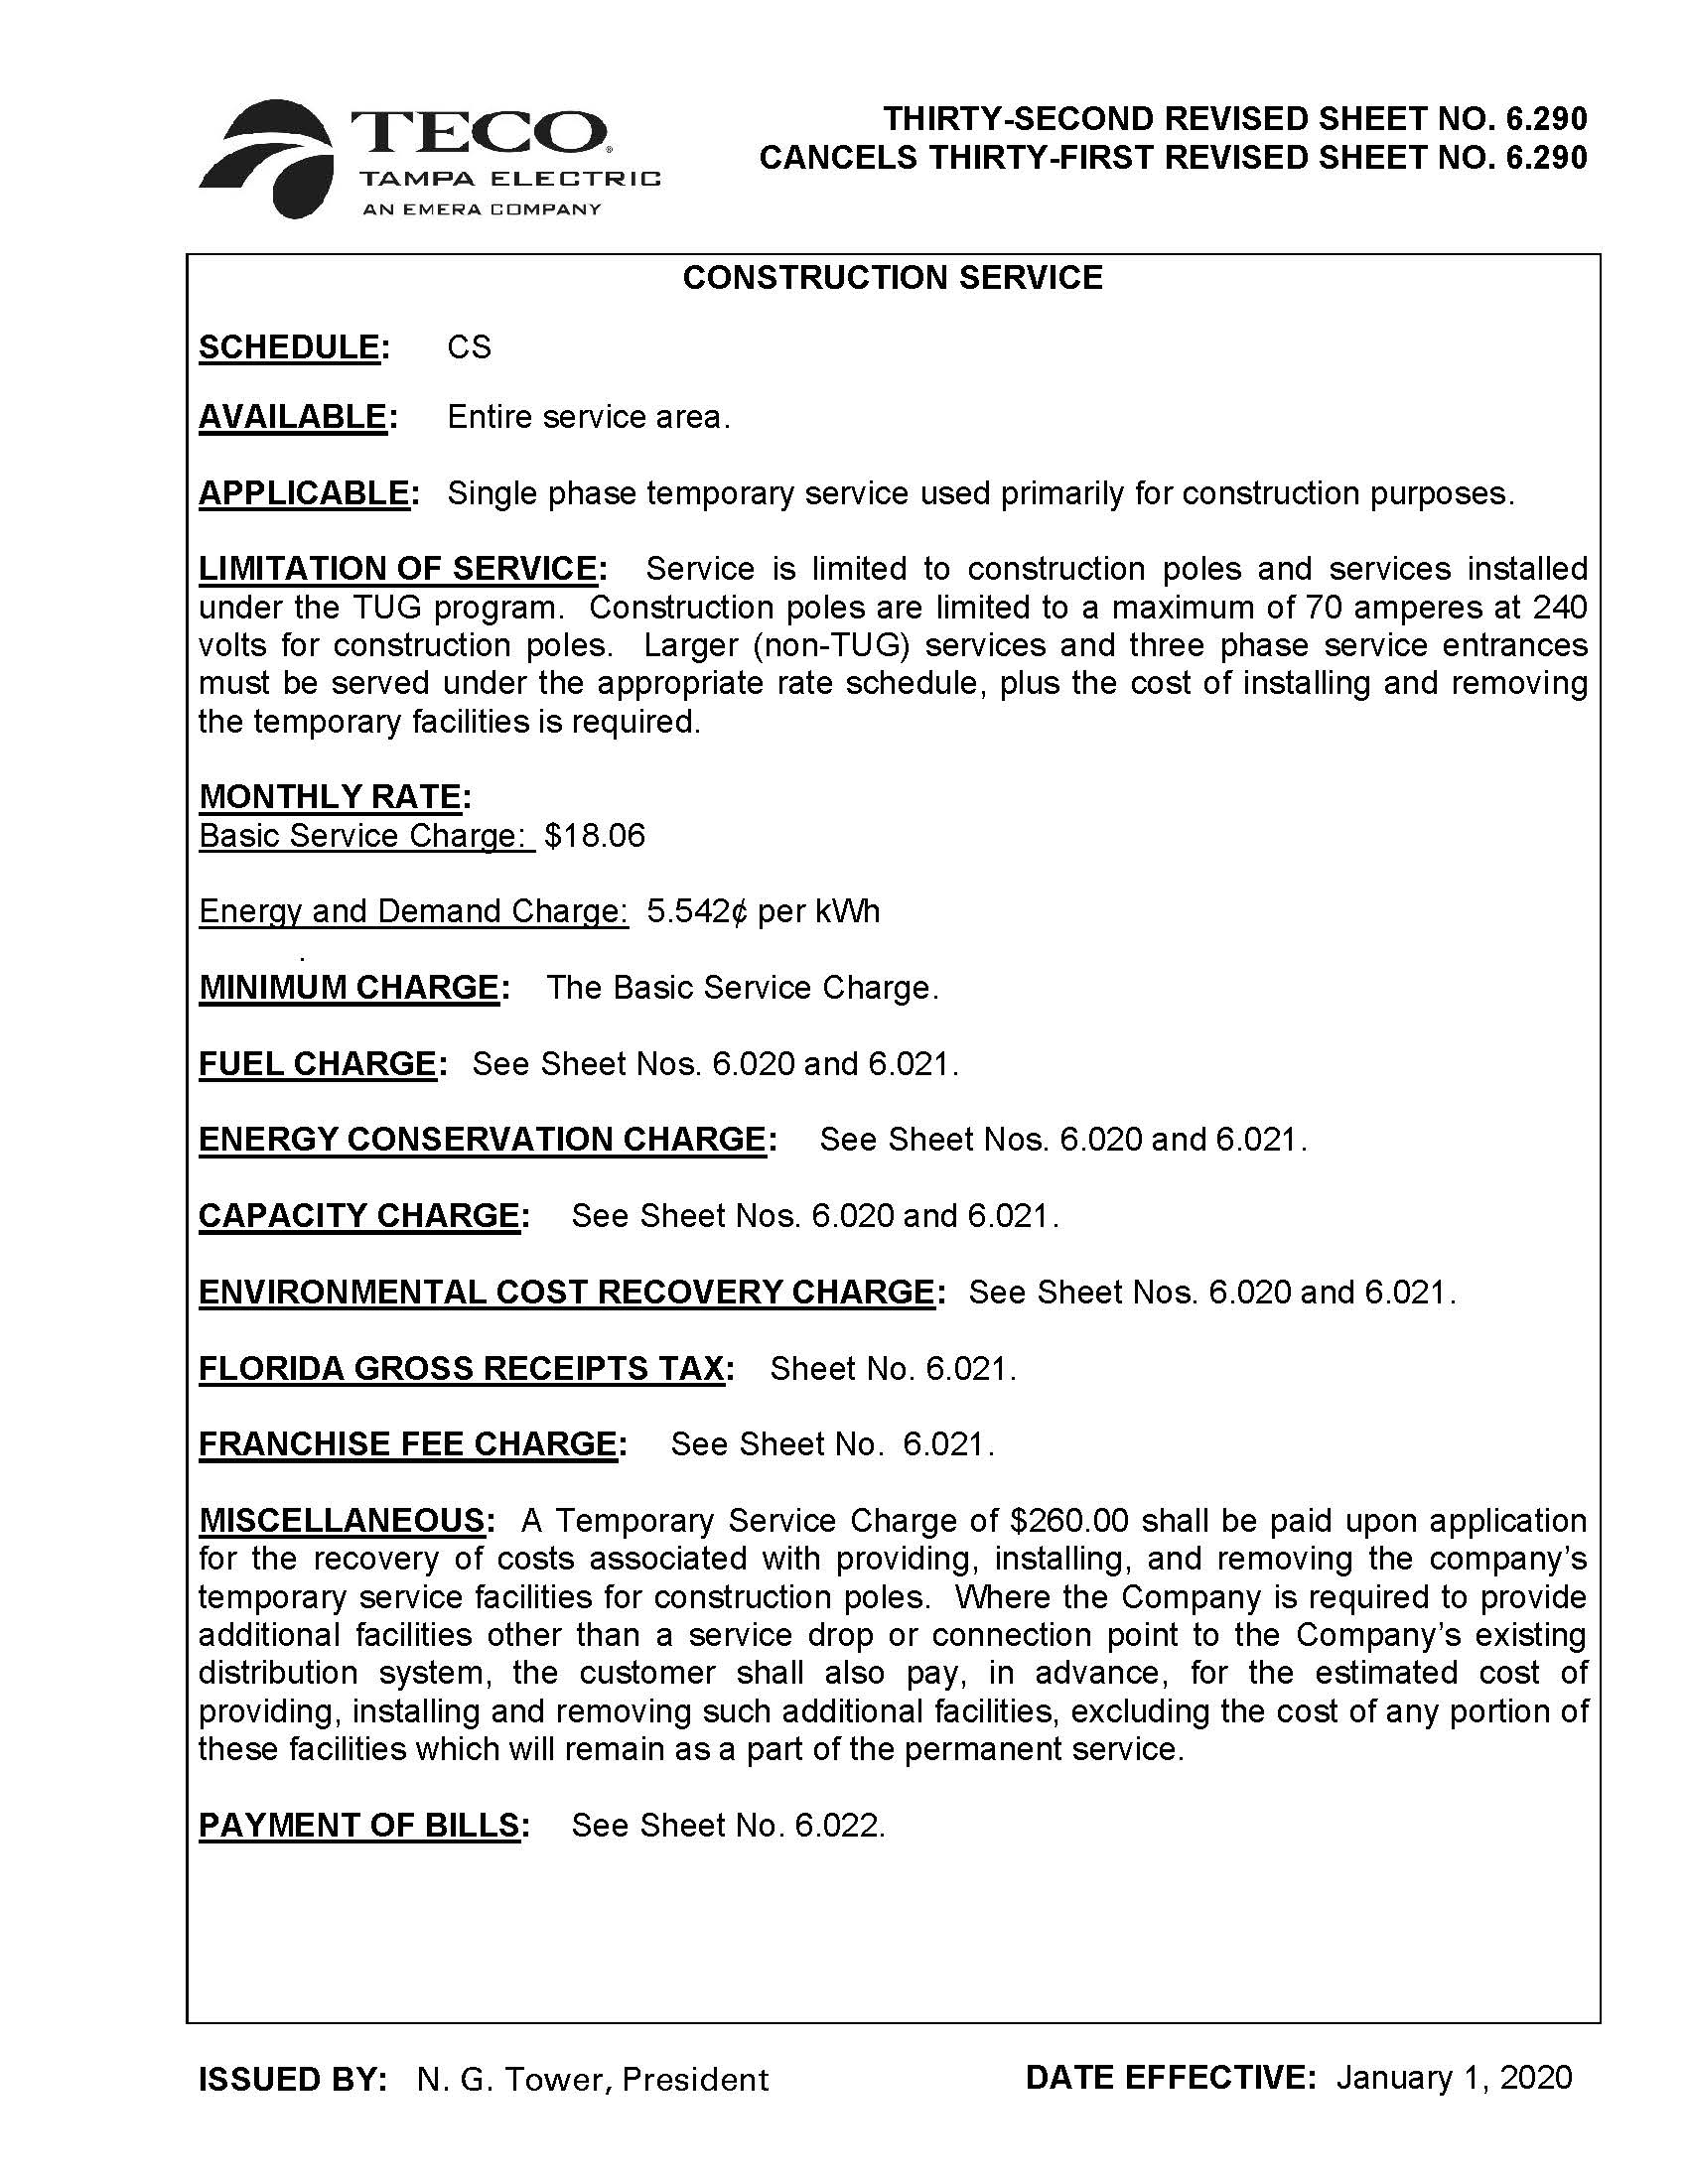 TECO®
TAMPA ELECTRIC
AN EMERA COMPANY
THIRTY-SECOND REVISED SHEET NO. 6.290
CANCELS THIRTY-FIRST REVISED SHEET NO. 6.290
CONSTRUCTION SERVICE
SCHEDULE: CS
AVAILABLE: Entire service area.
APPLICABLE: Single phase temporary service used primarily for construction purposes.
LIMITATION OF SERVICE: Service is limited to construction poles and services installed
under the TUG program. Construction poles are limited to a maximum of 70 amperes at 240
volts for construction poles. Larger (non-TUG) services and three phase service entrances
must be served under the appropriate rate schedule, plus the cost of installing and removing
the temporary facilities is required.
MONTHLY RATE:
Basic Service Charge: $18.06
Energy and Demand Charge: 5.542¢ per kWh
.
MINIMUM CHARGE: The Basic Service Charge.
FUEL CHARGE: See Sheet Nos. 6.020 and 6.021.
ENERGY CONSERVATION CHARGE: See Sheet Nos. 6.020 and 6.021.
CAPACITY CHARGE: See Sheet Nos. 6.020 and 6.021.
ENVIRONMENTAL COST RECOVERY CHARGE: See Sheet Nos. 6.020 and 6.021.
FLORIDA GROSS RECEIPTS TAX: Sheet No. 6.021.
FRANCHISE FEE CHARGE: See Sheet No. 6.021.
MISCELLANEOUS: A Temporary Service Charge of $260.00 shall be paid upon application
for the recovery of costs associated with providing, installing, and removing the company's
temporary service facilities for construction poles. Where the Company is required to provide
additional facilities other than a service drop or connection point to the Company's existing
distribution system, the customer shall also pay, in advance, for the estimated cost of
providing, installing and removing such additional facilities, excluding the cost of any portion of
these facilities which will remain as a part of the permanent service.
PAYMENT OF BILLS: See Sheet No. 6.022.
ISSUED BY: N. G. Tower, President
DATE EFFECTIVE: January 1, 2020